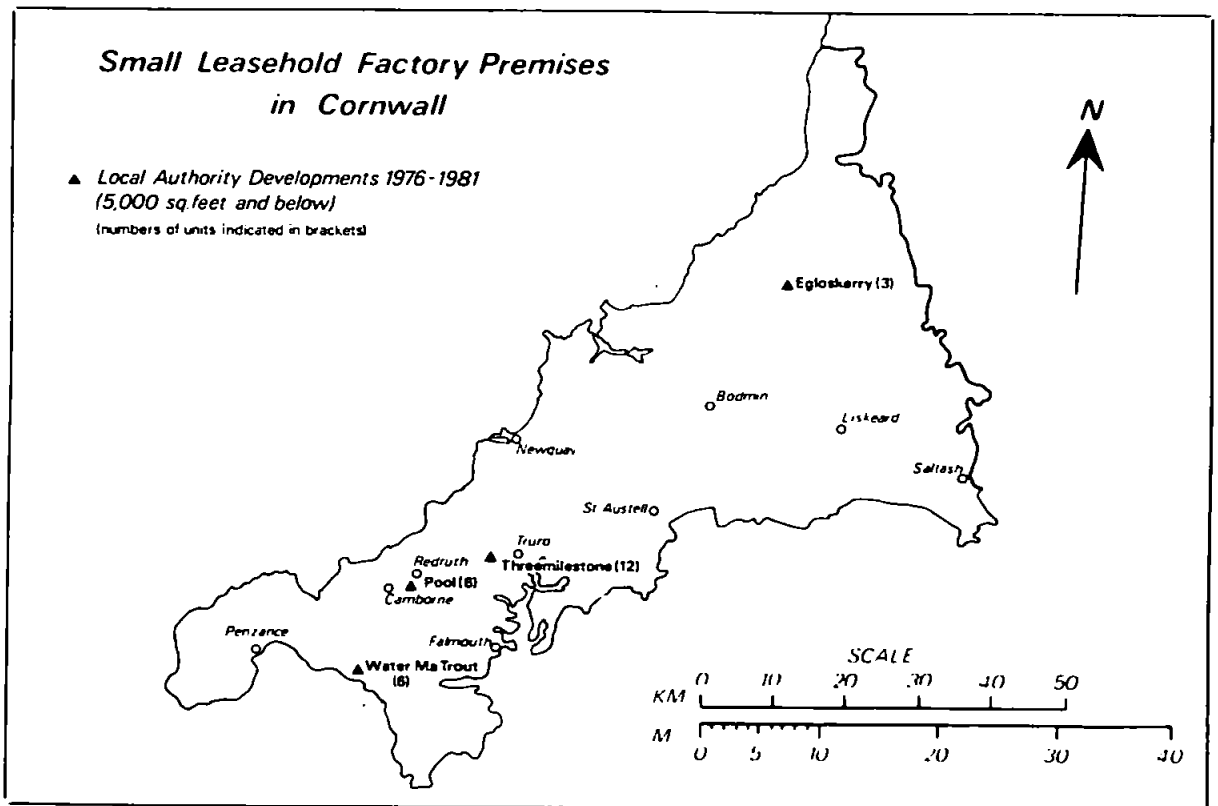 Small Leasehold Factory Premises
in Cornwall
N
▲ Local Authority Developments 1976-1981
(5,000 sq.feet and below)
(numbers of units indicated in brackets)
Egloskerry (3)
Bodmin
Liskeard
Newquay
Saltash
St Austell
Truro
Threemilestone (12)
Redruth
Pool (6)
Camborne
Penzance
Falmouth
Water Ma Trout
(6)
SCALE
KM 0 10 20 30 40 50
M 0 5 10 20 30 40